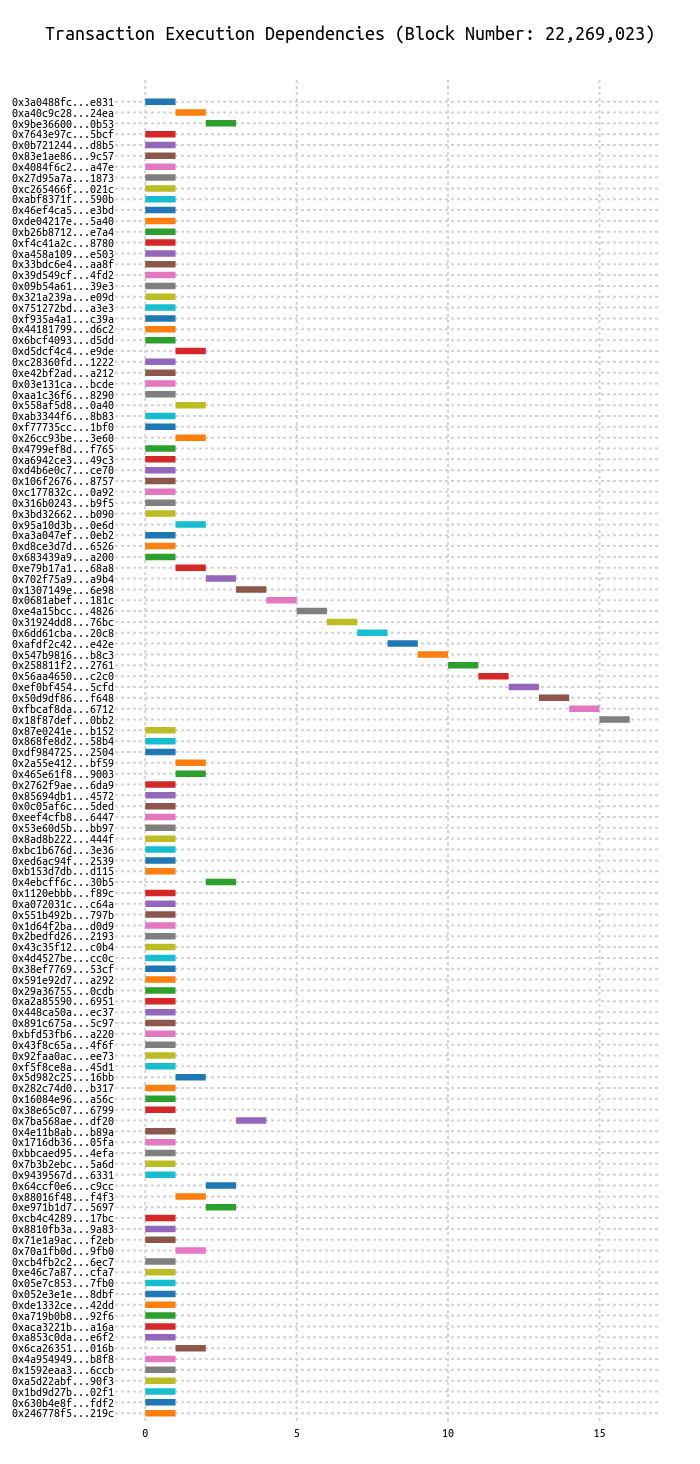 Transaction Execution Dependencies (Block Number: 22,269,023)
0x3a0488fc...e831
0xa40c9c28...24ea
0x9be36600...0b53
0x7643e97c...5bcf
0x0b721244...d8b5
0x83e1ae86...9c57
0x4084f6c2...a47e
0x27d95a7a...1873
0xc265466f...021c
0xabf8371f...590b
0x46ef4ca5...e3bd
0xde04217e...5a40
0xb26b8712...e7a4
0xf4c41a2c...8780
0xa458a109...e503
0x33bdc6e4...aa8f
0x39d549cf...4fd2
0x09b54a61...39e3
0x321a239a...e09d
0x751272bd...a3e3
0xf935a4a1...c39a
0x44181799...d6c2
0x6bcf4093...d5dd
0xd5dcf4c4...e9de
0xc28360fd...1222
0xe42bf2ad...a212
0x03e131ca...bcde
0xaa1c36f6...8290
0x558af5d8...0a40
0xab3344f6...8b83
0xf77735cc...1bf0
0x26cc93be...3e60
0x4799ef8d...f765
0xa6942ce3...49c3
0xd4b6e0c7...ce70
0x106f2676...8757
0xc177832c...0a92
0x316b0243...b9f5
0x3bd32662...b090
0x95a10d3b...0e6d
0xa3a047ef...0eb2
0xd8ce3d7d...6526
0x683439a9...a200
0xe79b17a1...68a8
0x702f75a9...a9b4
0x1307149e...6e98
0x0681abef...181c
0xe4a15bcc...4826
0x31924dd8...76bc
0x6dd61cba...20c8
0xafdf2c42...e42e
0x547b9816...b8c3
0x258811f2...2761
0x56aa4650...c2c0
0xef0bf454...5cfd
0x50d9df86...f648
0xfbcaf8da...6712
0x18f87def...0bb2
0x87e0241e...b152
0x868fe8d2...58b4
0xdf984725...2504
0x2a55e412...bf59
0x465e61f8...9003
0x2762f9ae...6da9
0x85694db1...4572
0x0c05af6c...5ded
0xeef4cfb8...6447
0x53e60d5b...bb97
0x8ad8b222...444f
0xbc1b676d...3e36
0xed6ac94f...2539
0xb153d7db...d115
0x4ebcff6c...30b5
0x1120ebbb...f89c
0xa072031c...c64a
0x551b492b...797b
0x1d64f2ba...d0d9
0x2bedfd26...2193
0x43c35f12...c0b4
0x4d4527be...cc0c
0x38ef7769...53cf
0x591e92d7...a292
0x29a36755...0cdb
0xa2a85590...6951
0x448ca50a...ec37
0x891c675a...5c97
0xbfd53fb6...a220
0x43f8c65a...4f6f
0x92faa0ac...ee73
0xf5f8ce8a...45d1
0x5d982c25...16bb
0x282c74d0...b317
0x16084e96...a56c
0x38e65c07...6799
0x7ba568ae...df20
0x4e11b8ab...b89a
0x1716db36...05fa
0xbbcaed95...4efa
0x7b3b2ebc...5a6d
0x9439567d...6331
0x64ccf0e6...c9cc
0x88016f48...f4f3
0xe971b1d7...5697
0xcb4c4289...17bc
0x8810fb3a...9a83
0x71e1a9ac...f2eb
0x70a1fb0d...9fb0
0xcb4fb2c2...6ec7
0xe46c7a87...cfa7
0x05e7c853...7fb0
0x052e3e1e...8dbf
0xde1332ce...42dd
0xa719b0b8...92f6
0xaca3221b...a16a
0xa853c0da...e6f2
0x6ca26351...016b
0x4a954949...b8f8
0x1592eaa3...6ccb
0xa5d22abf...90f3
0x1bd9d27b...02f1
0x630b4e8f...fdf2
0x246778f5...219c
0 5 10 15